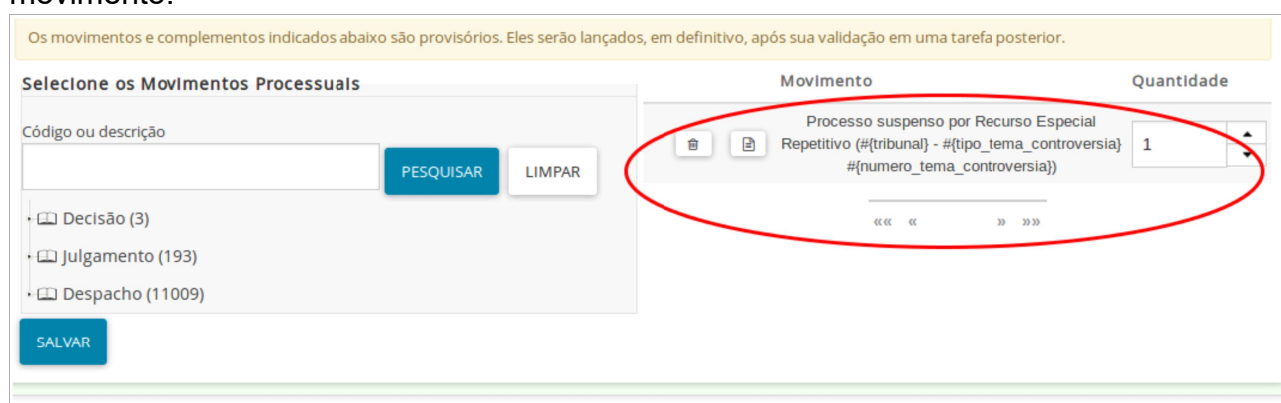 movimento.
Os movimentos e complementos indicados abaixo são provisórios. Eles serão lançados, em definitivo, após sua validação em uma tarefa posterior.
Selecione os Movimentos Processuais
Código ou descrição
PESQUISAR
LIMPAR
Decisão (3)
Julgamento (193)
Despacho (11009)
SALVAR
Movimento
Quantidade
Processo suspenso por Recurso Especial
Repetitivo (#{tribunal} - #{tipo_tema_controversia}
#{numero_tema_controversia})
1
«« « » »»